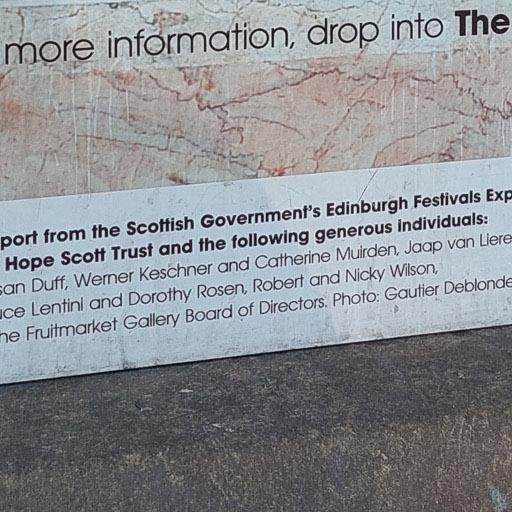 more information, drop into The
port from the Scottish Government's Edinburgh Festivals Exp
Hope Scott Trust and the following generous individuals:
san Duff, Werner Keschner and Catherine Muirden, Jaap van Liere
uce Lentini and Dorothy Rosen, Robert and Nicky Wilson,
he Fruitmarket Gallery Board of Directors. Photo: Gautier Deblonde